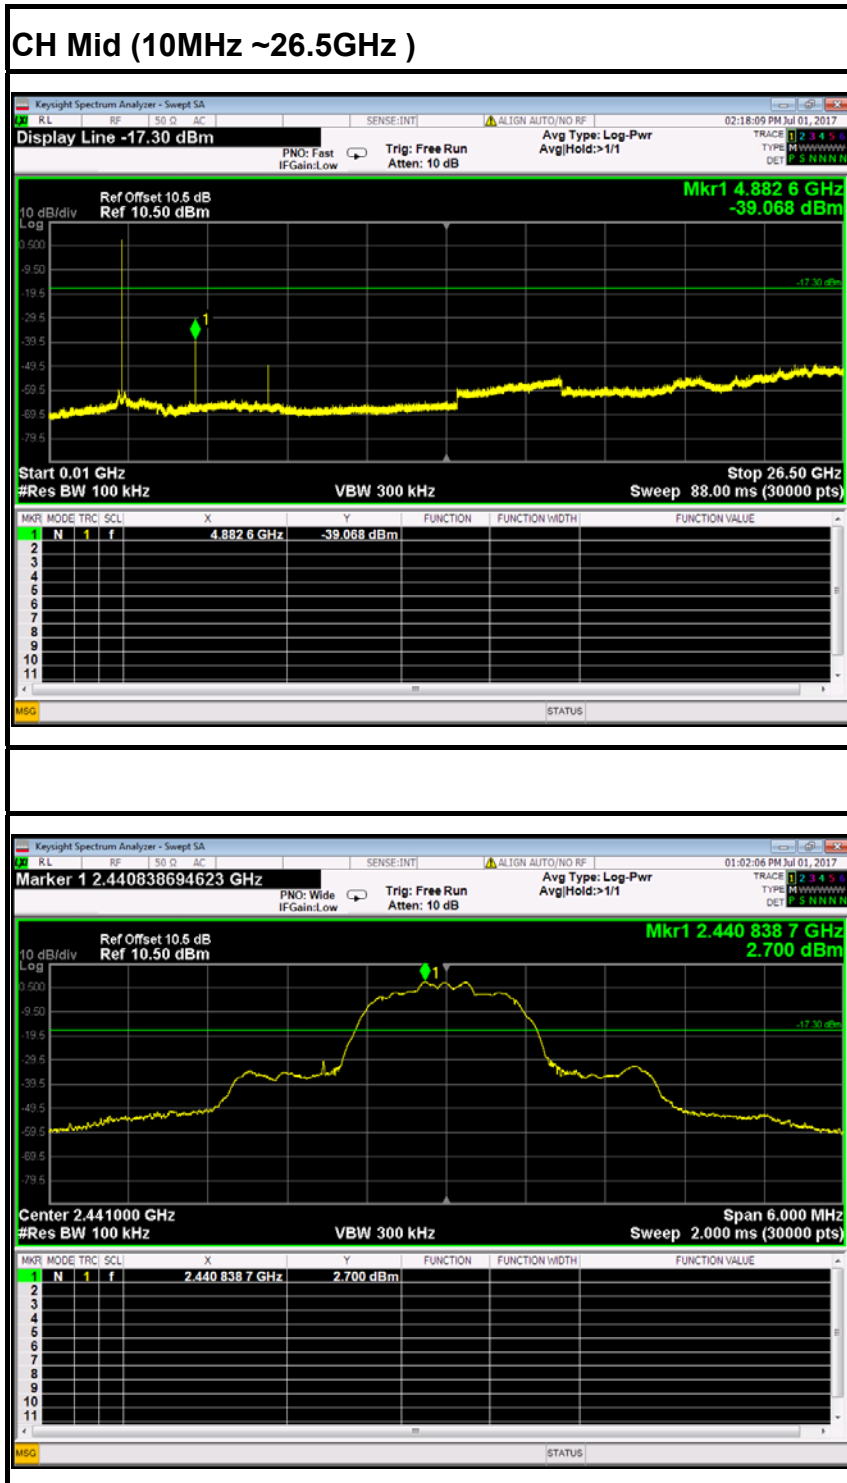 CH Mid (10MHz ~26.5GHz )
Keysight Spectrum Analyzer - Swept SA
RL RF 50 Ω AC SENSE:INT ALIGN AUTO/NO RF 02:18:09 PM Jul 01, 2017
Display Line -17.30 dBm
PNO: Fast
IFGain:Low
Trig: Free Run
Atten: 10 dB
Avg Type: Log-Pwr
Avg|Hold:>1/1
TRACE 1 2 3 4 5 6
TYPE M WWWWW
DET P S N N N N
Mkr1 4.882 6 GHz
-39.068 dBm
Ref Offset 10.5 dB
10 dB/div Ref 10.50 dBm
Log
0.500
-9.50
-17.30 dBm
-19.5
-29.5
1
-39.5
-49.5
-59.5
-69.5
-79.5
Start 0.01 GHz Stop 26.50 GHz
#Res BW 100 kHz VBW 300 kHz Sweep 88.00 ms (30000 pts)
MKR MODE TRC SCL X Y FUNCTION FUNCTION WIDTH FUNCTION VALUE
1 N 1 f 4.882 6 GHz -39.068 dBm
2
3
4
5
6
7
8
9
10
11
MSG STATUS
Keysight Spectrum Analyzer - Swept SA
RL RF 50 Ω AC SENSE:INT ALIGN AUTO/NO RF 01:02:06 PM Jul 01, 2017
Marker 1 2.440838694623 GHz
PNO: Wide
IFGain:Low
Trig: Free Run
Atten: 10 dB
Avg Type: Log-Pwr
Avg|Hold:>1/1
TRACE 1 2 3 4 5 6
TYPE M WWWWW
DET P S N N N N
Mkr1 2.440 838 7 GHz
2.700 dBm
Ref Offset 10.5 dB
10 dB/div Ref 10.50 dBm
Log
1
0.500
-9.50
-17.30 dBm
-19.5
-29.5
-39.5
-49.5
-59.5
-69.5
-79.5
Center 2.441000 GHz Span 6.000 MHz
#Res BW 100 kHz VBW 300 kHz Sweep 2.000 ms (30000 pts)
MKR MODE TRC SCL X Y FUNCTION FUNCTION WIDTH FUNCTION VALUE
1 N 1 f 2.440 838 7 GHz 2.700 dBm
2
3
4
5
6
7
8
9
10
11
MSG STATUS